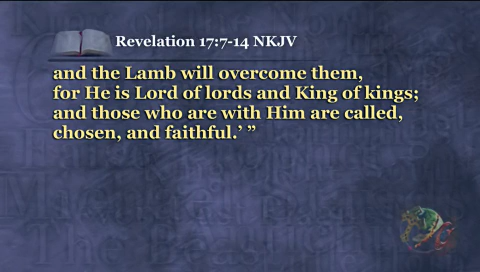 Revelation 17:7-14 NKJV
and the Lamb will overcome them,
for He is Lord of lords and King of kings;
and those who are with Him are called,
chosen, and faithful.’ ”